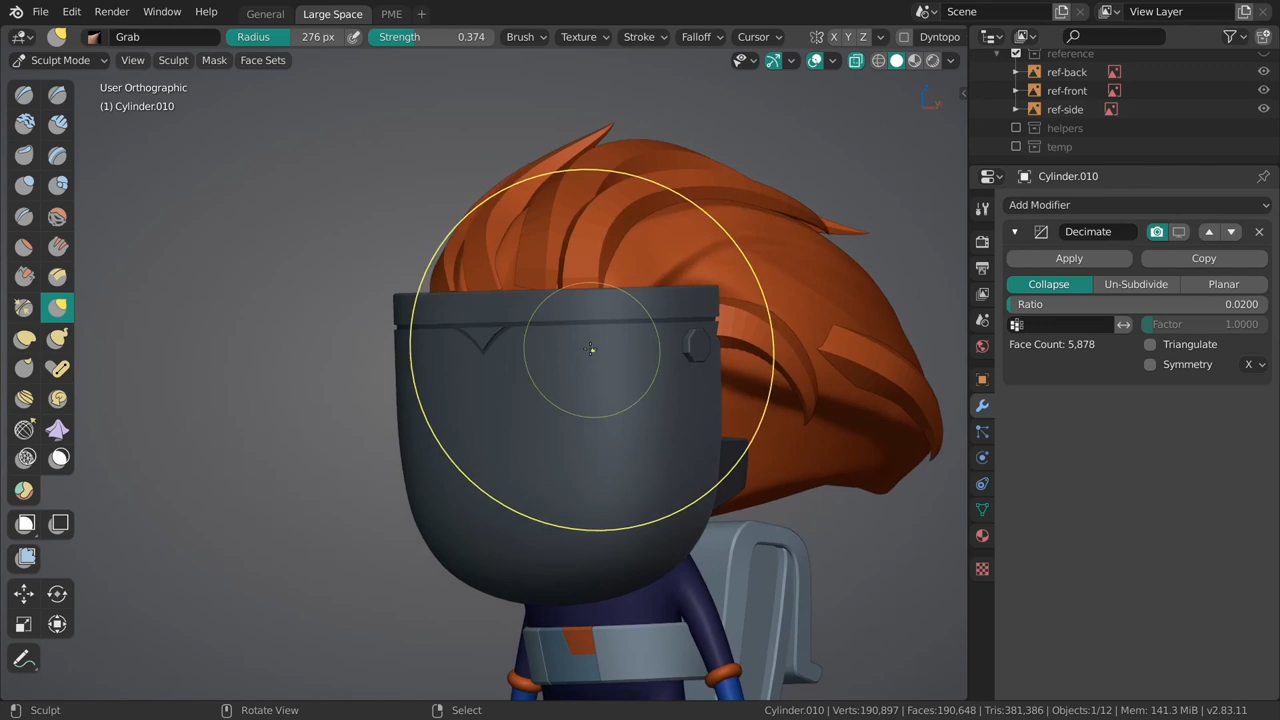 File Edit Render Window Help General Large Space PME Scene View Layer
Grab Radius 276 px Strength 0.374 Brush Texture Stroke Falloff Cursor X Y Z Dyntopo
Sculpt Mode View Sculpt Mask Face Sets
User Orthographic
(1) Cylinder.010
reference
ref-back
ref-front
ref-side
helpers
temp
Cylinder.010
Add Modifier
Decimate
Apply Copy
Collapse Un-Subdivide Planar
Ratio 0.0200
Factor 1.0000
Face Count: 5,878 Triangulate
Symmetry X
Z
Y
Sculpt Rotate View Select Cylinder.010 | Verts:190,897 | Faces:190,648 | Tris:381,386 | Objects:1/12 | Mem: 141.3 MiB | v2.83.11